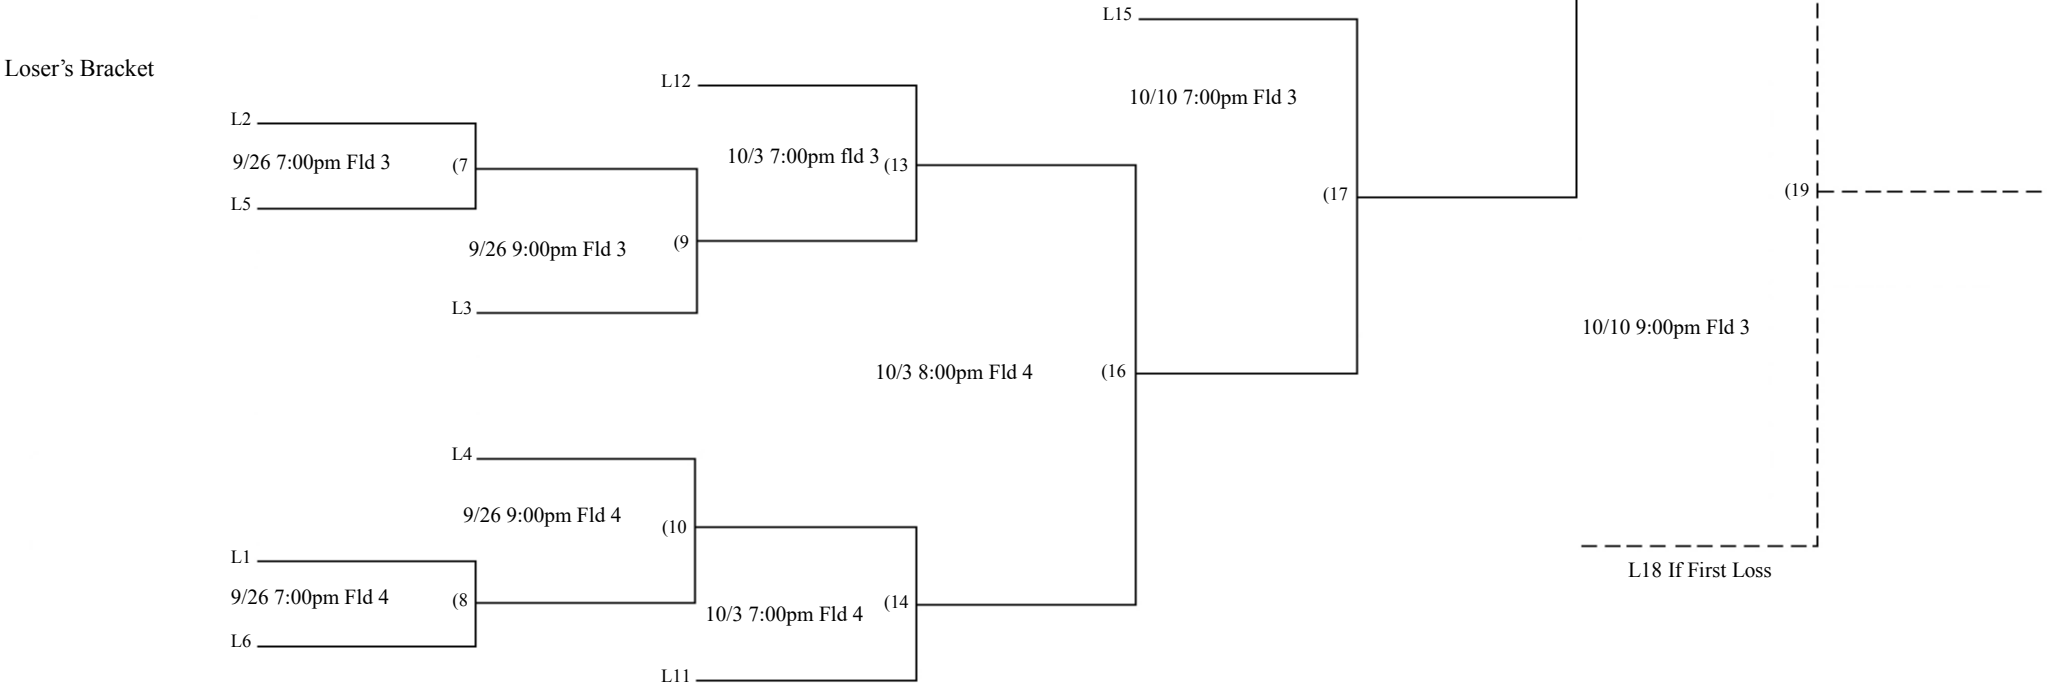 L15
Loser’s Bracket
L12
10/10 7:00pm Fld 3
L2
9/26 7:00pm Fld 3
(7
10/3 7:00pm fld 3
(13
L5
(17
(19
9/26 9:00pm Fld 3
(9
L3
10/10 9:00pm Fld 3
10/3 8:00pm Fld 4
(16
L4
9/26 9:00pm Fld 4
(10
L1
L18 If First Loss
9/26 7:00pm Fld 4
(8
10/3 7:00pm Fld 4
(14
L6
L11